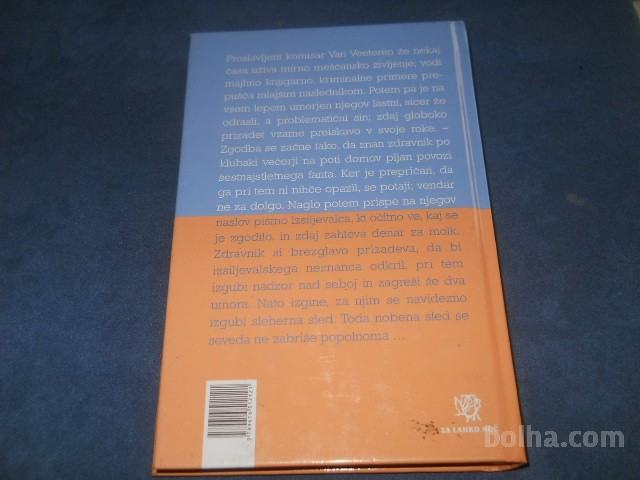 Proslavljeni komisar Van Veeteren že nekaj
časa uživa mirno meščansko življenje; vodi
majhno knjigarno, kriminalne primere pre-
pušča mlajšim naslednikom. Potem pa je na
vsem lepem umorjen njegov lastni, sicer že
odrasli, a problematični sin; zdaj globoko
prizadet vzame preiskavo v svoje roke. –
Zgodba se začne tako, da znan zdravnik po
klubski večerji na poti domov pijan povozi
šestnajstletnega fanta. Ker je prepričan, da
ga pri tem ni nihče opazil, se potaji; vendar
ne za dolgo. Naglo potem prispe na njegov
naslov pismo izsiljevalca, ki očitno ve, kaj se
je zgodilo, in zdaj zahteva denar za molk.
Zdravnik si brezglavo prizadeva, da bi
izsiljevalskega neznanca odkril, pri tem
izgubi nadzor nad seboj in zagreši še dva
umora. Nato izgine, za njim se navidezno
izgubi sleherna sled. Toda nobena sled se
seveda ne zabriše popolnoma ...
ZA LAHKO NOČ
bolha.com